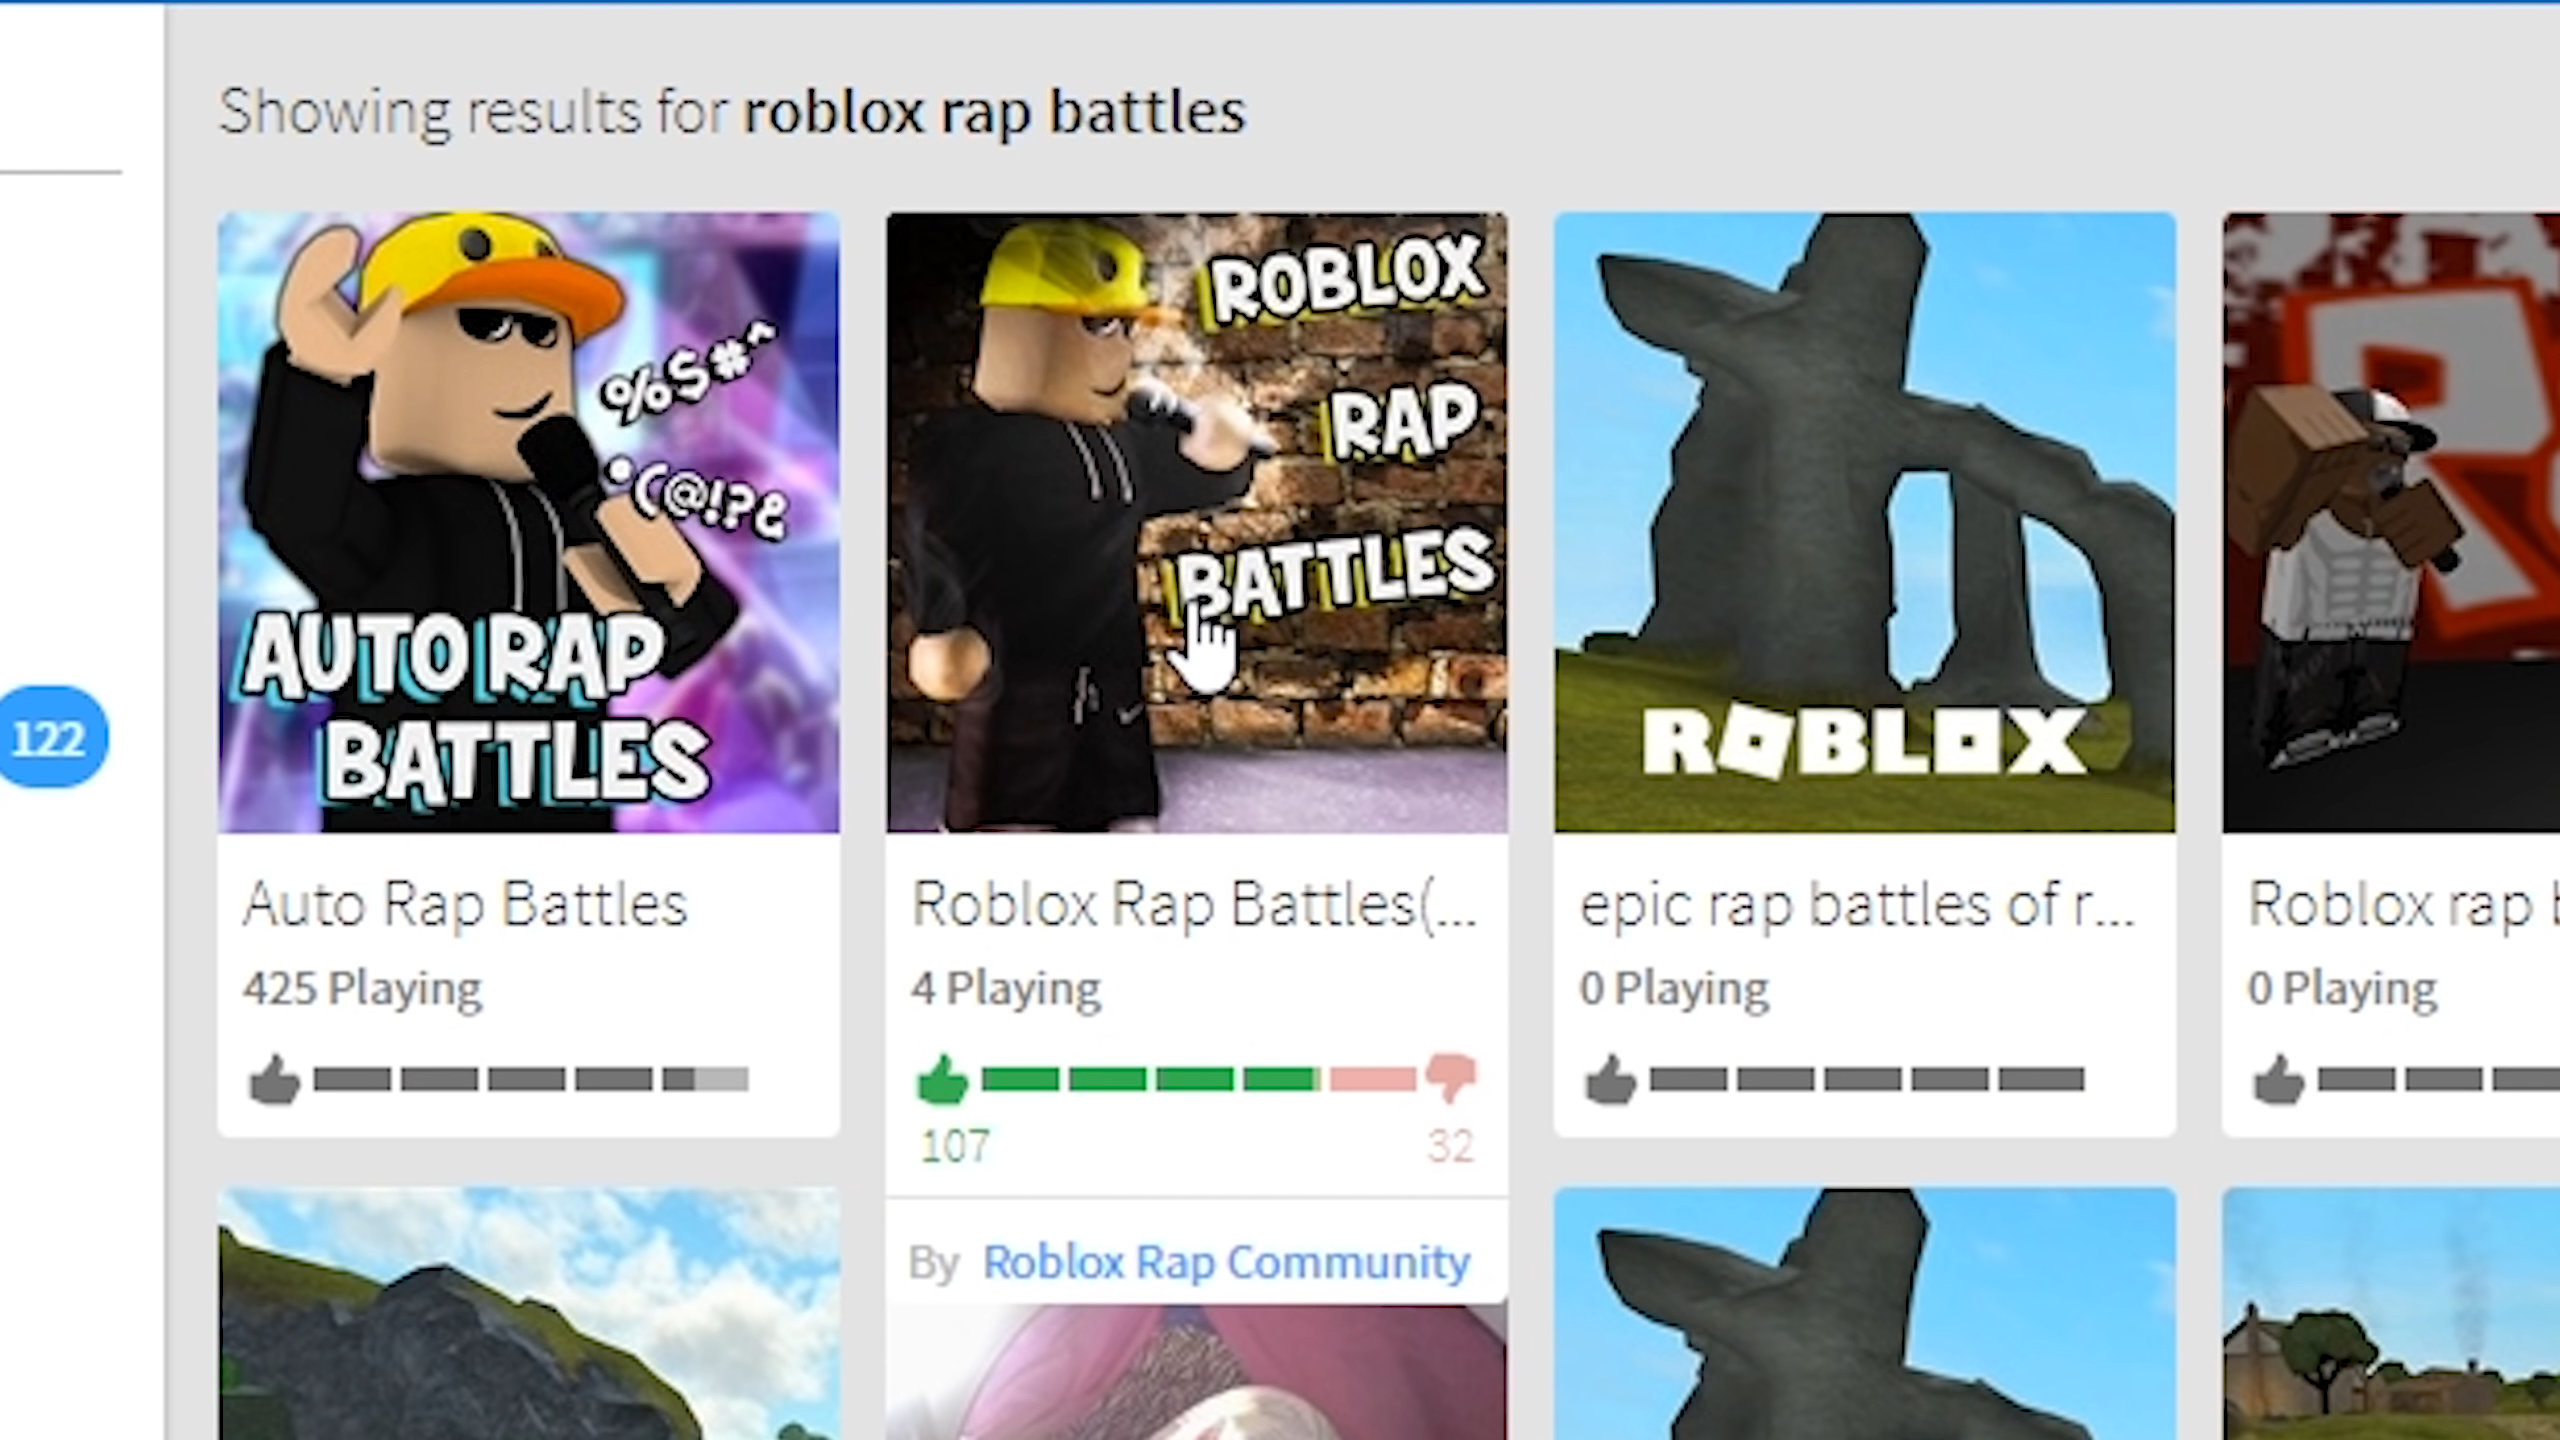 Showing results for roblox rap battles
%$#^
*(@!?&
AUTO RAP
BATTLES
ROBLOX
RAP
BATTLES
ROBLOX
122
Auto Rap Battles
425 Playing
Roblox Rap Battles(...
4 Playing
107
32
By Roblox Rap Community
epic rap battles of r...
0 Playing
Roblox rap
0 Playing